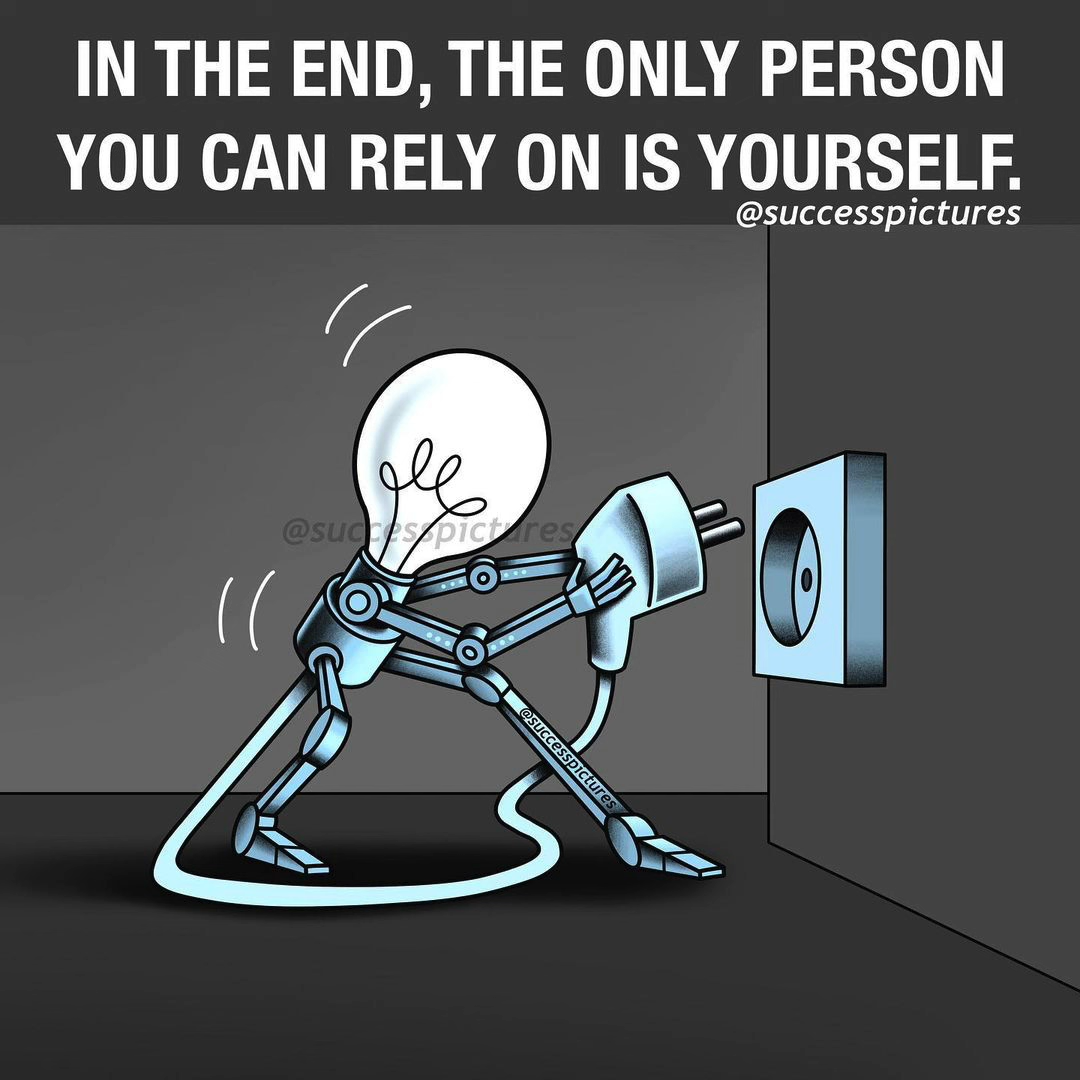 IN THE END, THE ONLY PERSON
YOU CAN RELY ON IS YOURSELF.
@successpictures
@successpictures
@successpictures